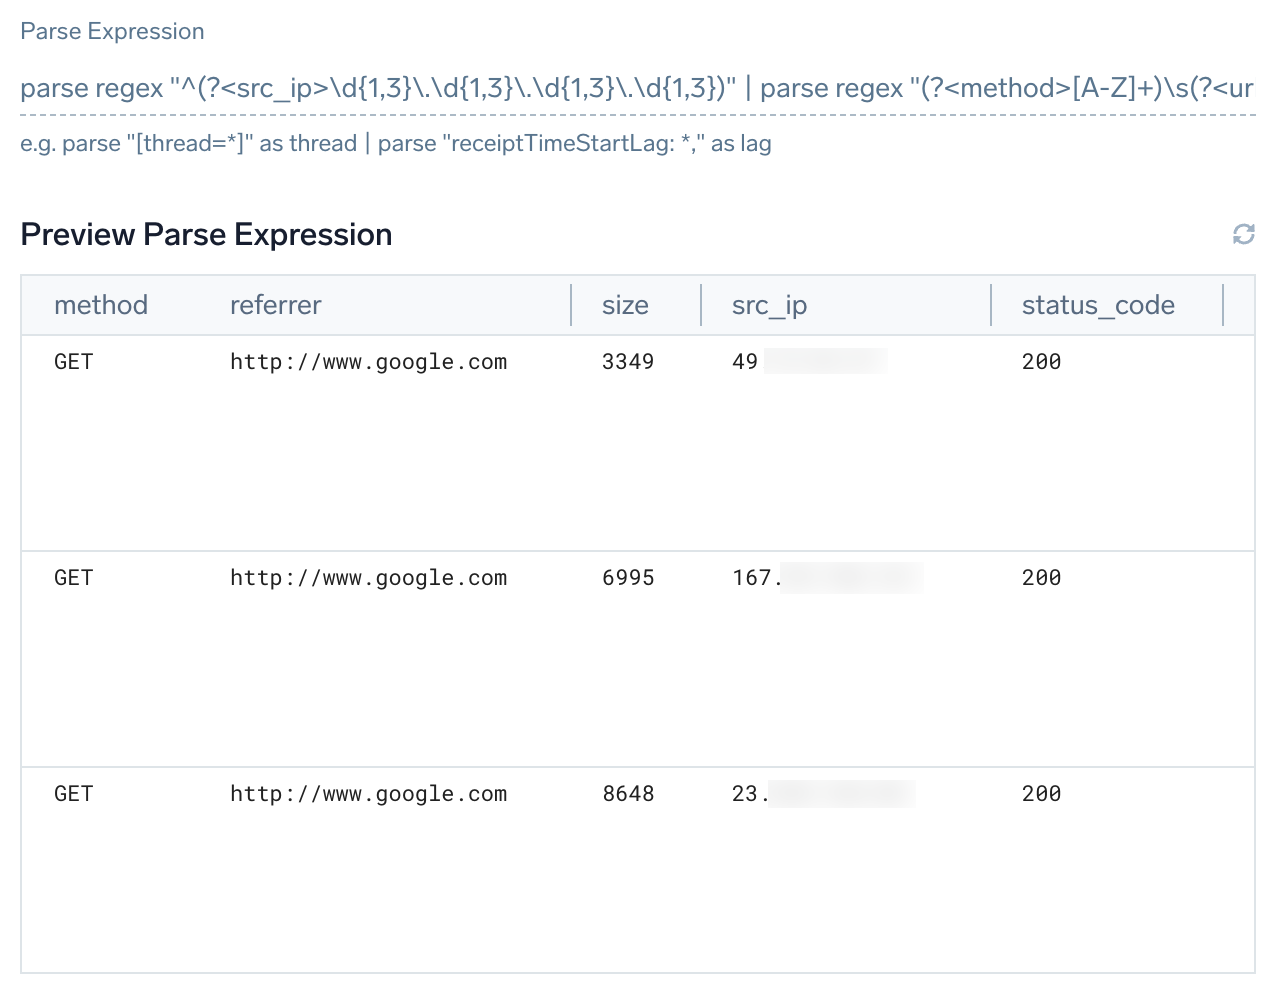 Parse Expression
parse regex "^(?<src_ip>\d{1,3}\.\d{1,3}\.\d{1,3}\.\d{1,3})" | parse regex "(?<method>[A-Z]+)\s(?<ur
e.g. parse "[thread=*]" as thread | parse "receiptTimeStartLag: *," as lag
Preview Parse Expression
method referrer size src_ip status_code
GET http://www.google.com 3349 49 200
GET http://www.google.com 6995 167. 200
GET http://www.google.com 8648 23. 200